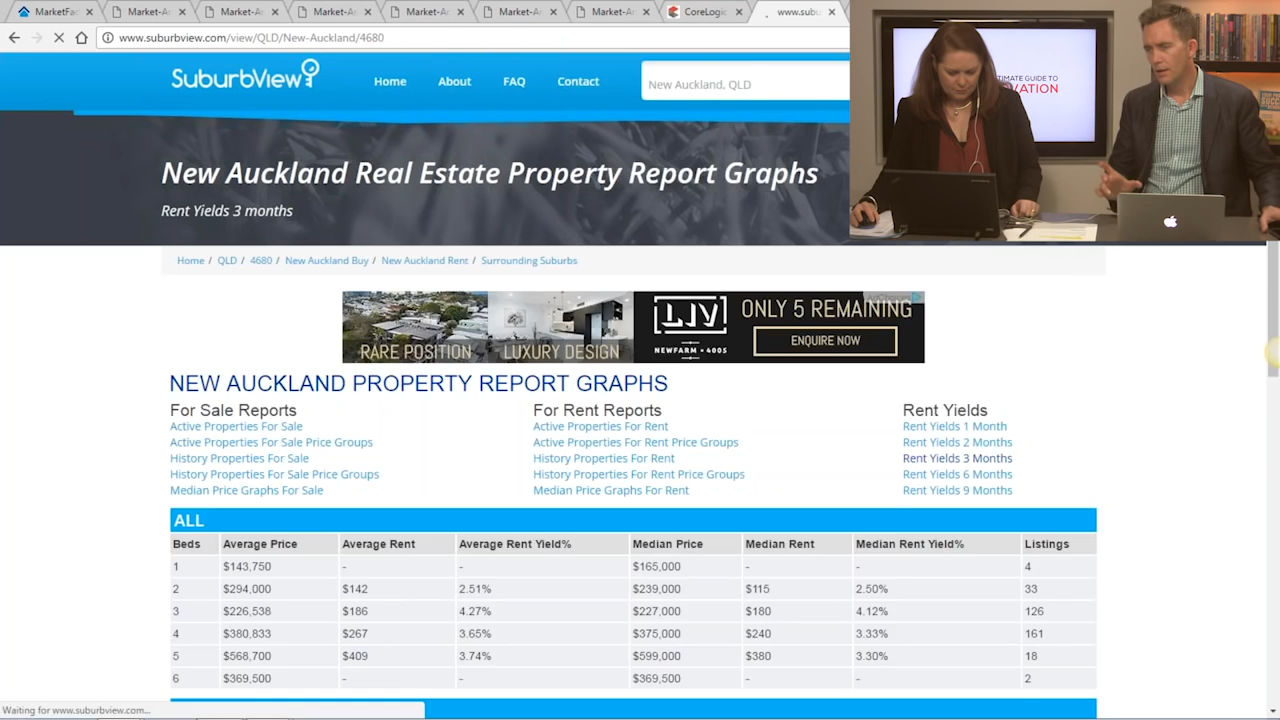 MarketFac
Market-Ar
Market-Ar
Market-Ar
Market-Ar
Market-Ar
Market-Ar
CoreLogic
www.subu
www.suburbview.com/view/QLD/New-Auckland/4680
SuburbView
Home
About
FAQ
Contact
New Auckland, QLD
TIMATE GUIDE TO
VATION
New Auckland Real Estate Property Report Graphs
Rent Yields 3 months
Home / QLD / 4680 / New Auckland Buy / New Auckland Rent / Surrounding Suburbs
RARE POSITION
LUXURY DESIGN
LIV
NEWFARM • 4005
ONLY 5 REMAINING
ENQUIRE NOW
NEW AUCKLAND PROPERTY REPORT GRAPHS
For Sale Reports
Active Properties For Sale
Active Properties For Sale Price Groups
History Properties For Sale
History Properties For Sale Price Groups
Median Price Graphs For Sale
For Rent Reports
Active Properties For Rent
Active Properties For Rent Price Groups
History Properties For Rent
History Properties For Rent Price Groups
Median Price Graphs For Rent
Rent Yields
Rent Yields 1 Month
Rent Yields 2 Months
Rent Yields 3 Months
Rent Yields 6 Months
Rent Yields 9 Months
ALL
Beds Average Price Average Rent Average Rent Yield% Median Price Median Rent Median Rent Yield% Listings
1 $143,750 - - $165,000 - - 4
2 $294,000 $142 2.51% $239,000 $115 2.50% 33
3 $226,538 $186 4.27% $227,000 $180 4.12% 126
4 $380,833 $267 3.65% $375,000 $240 3.33% 161
5 $568,700 $409 3.74% $599,000 $380 3.30% 18
6 $369,500 - - $369,500 - - 2
Waiting for www.suburbview.com...